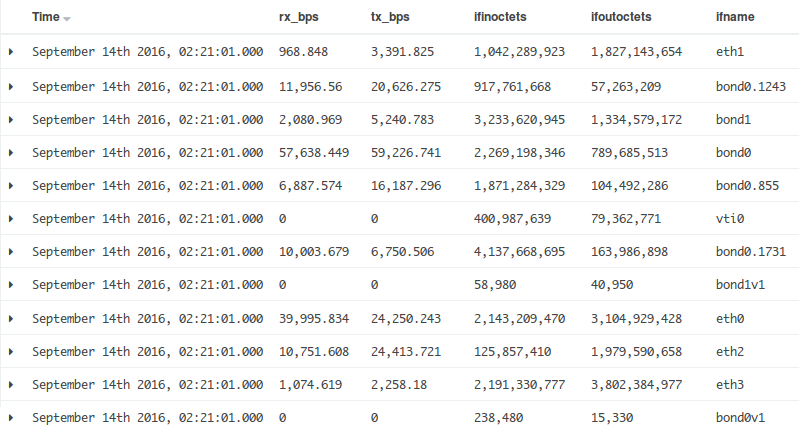 Time rx_bps tx_bps ifinoctets ifoutoctets ifname
September 14th 2016, 02:21:01.000 968.848 3,391.825 1,042,289,923 1,827,143,654 eth1
September 14th 2016, 02:21:01.000 11,956.56 20,626.275 917,761,668 57,263,209 bond0.1243
September 14th 2016, 02:21:01.000 2,080.969 5,240.783 3,233,620,945 1,334,579,172 bond1
September 14th 2016, 02:21:01.000 57,638.449 59,226.741 2,269,198,346 789,685,513 bond0
September 14th 2016, 02:21:01.000 6,887.574 16,187.296 1,871,284,329 104,492,286 bond0.855
September 14th 2016, 02:21:01.000 0 0 400,987,639 79,362,771 vti0
September 14th 2016, 02:21:01.000 10,003.679 6,750.506 4,137,668,695 163,986,898 bond0.1731
September 14th 2016, 02:21:01.000 0 0 58,980 40,950 bond1v1
September 14th 2016, 02:21:01.000 39,995.834 24,250.243 2,143,209,470 3,104,929,428 eth0
September 14th 2016, 02:21:01.000 10,751.608 24,413.721 125,857,410 1,979,590,658 eth2
September 14th 2016, 02:21:01.000 1,074.619 2,258.18 2,191,330,777 3,802,384,977 eth3
September 14th 2016, 02:21:01.000 0 0 238,480 15,330 bond0v1